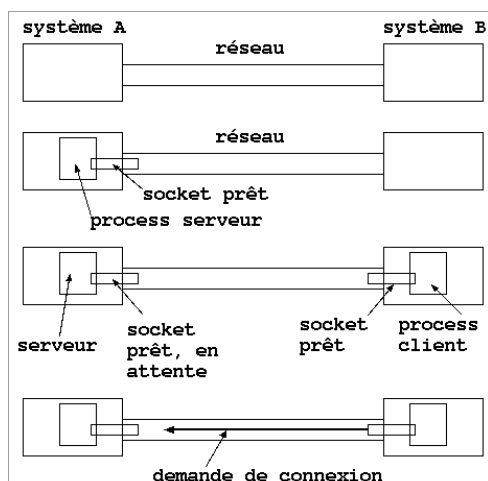 système A
système B
réseau
réseau
socket prêt
process serveur
serveur
socket
prêt, en
attente
socket
prêt
process
client
demande de connexion